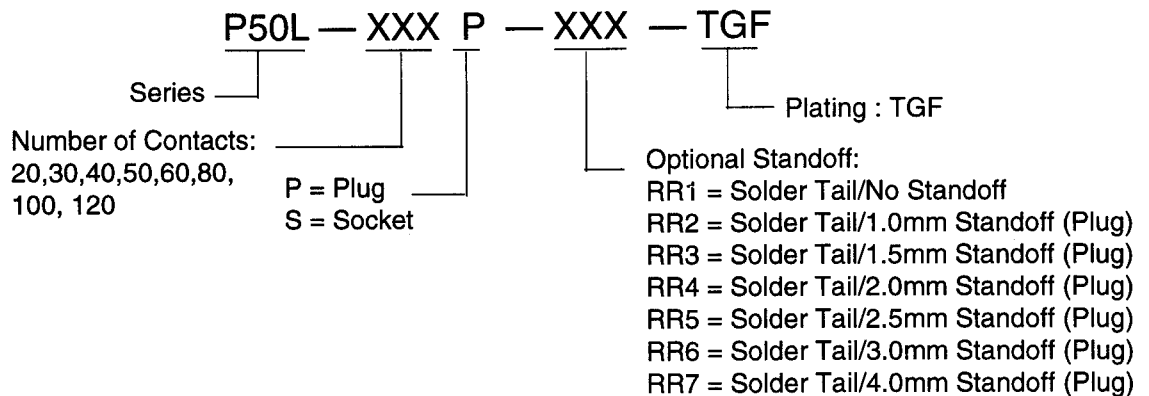 P50L — XXX P — XXX — TGF
Series
Plating : TGF
Number of Contacts:
20,30,40,50,60,80,
100, 120
P = Plug
S = Socket
Optional Standoff:
RR1 = Solder Tail/No Standoff
RR2 = Solder Tail/1.0mm Standoff (Plug)
RR3 = Solder Tail/1.5mm Standoff (Plug)
RR4 = Solder Tail/2.0mm Standoff (Plug)
RR5 = Solder Tail/2.5mm Standoff (Plug)
RR6 = Solder Tail/3.0mm Standoff (Plug)
RR7 = Solder Tail/4.0mm Standoff (Plug)